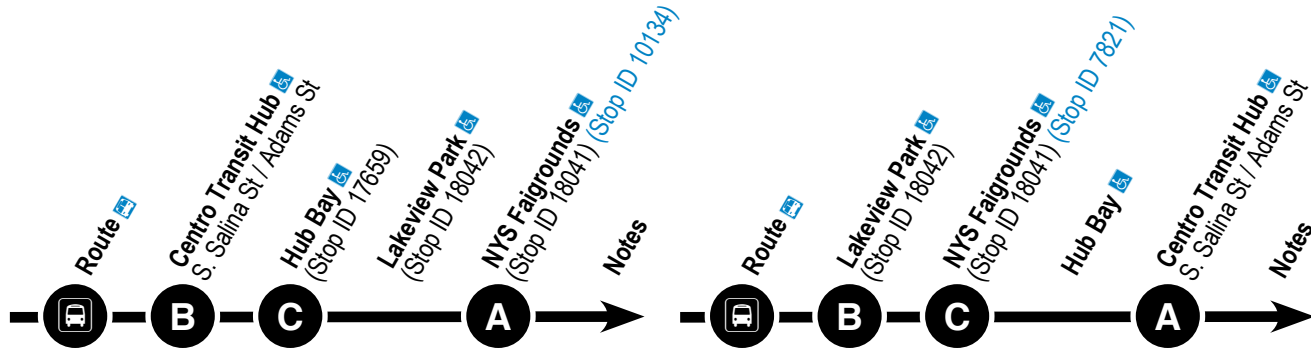 Route
Centro Transit Hub
S. Salina St / Adams St
Hub Bay
(Stop ID 17659)
Lakeview Park
(Stop ID 18042)
NYS Faigrounds
(Stop ID 18041) (Stop ID 10134)
Notes
B
C
A
Route
Lakeview Park
(Stop ID 18042)
NYS Faigrounds
(Stop ID 18041) (Stop ID 7821)
Hub Bay
Centro Transit Hub
S. Salina St / Adams St
Notes
B
C
A